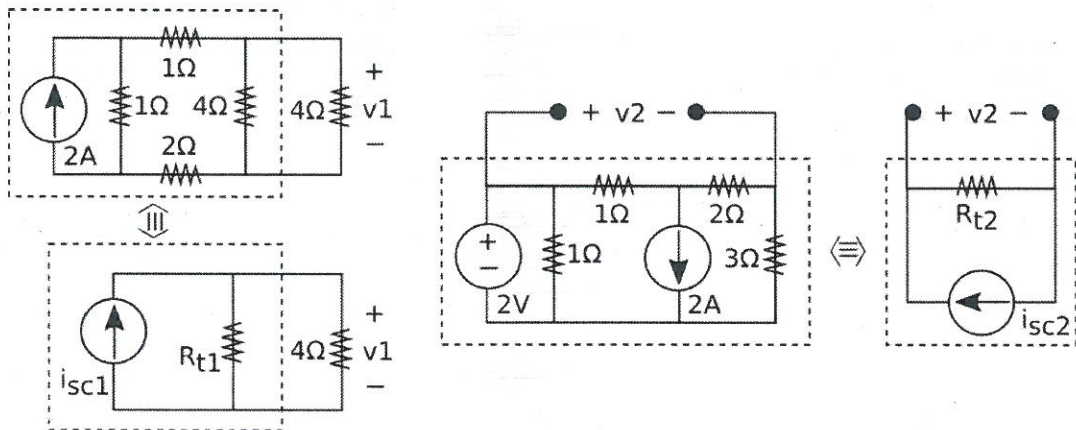 1Ω
1Ω 4Ω 4Ω + v1 −
2A
2Ω
R_t1 4Ω + v1 −
i_sc1
+ v2 −
1Ω 2Ω
+ − 1Ω 3Ω
2V 2A
+ v2 −
R_t2
i_sc2